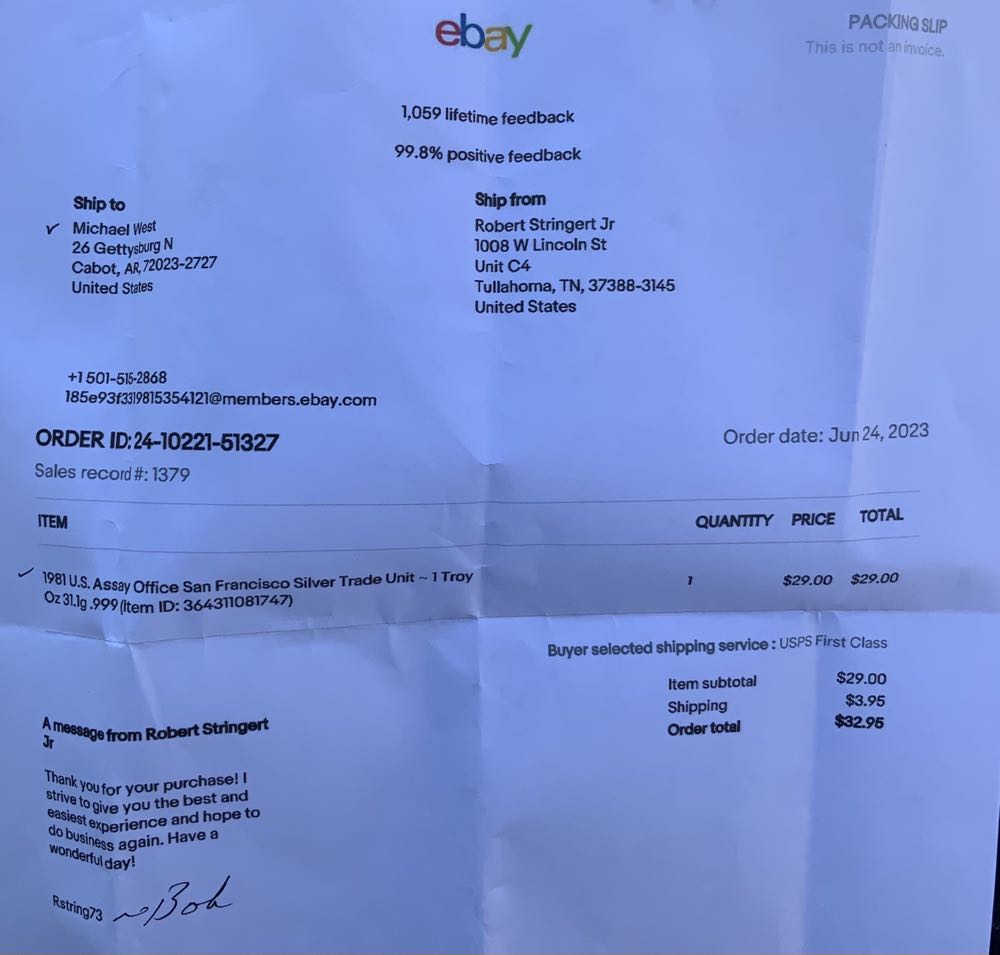 ebay
PACKING SLIP
This is not an invoice.
1,059 lifetime feedback
99.8% positive feedback
Ship to
Michael West
26 Gettysburg N
Cabot, AR, 72023-2727
United States
Ship from
Robert Stringert Jr
1008 W Lincoln St
Unit C4
Tullahoma, TN, 37388-3145
United States
+1 501-515-2868
185e93f3319815354121@members.ebay.com
ORDER ID: 24-10221-51327
Order date: Jun 24, 2023
Sales record #: 1379
ITEM QUANTITY PRICE TOTAL
1981 U.S. Assay Office San Francisco Silver Trade Unit ~ 1 Troy 1 $29.00 $29.00
Oz 31.1g .999 (Item ID: 364311081747)
Buyer selected shipping service : USPS First Class
Item subtotal $29.00
Shipping $3.95
Order total $32.95
A message from Robert Stringert
Jr
Thank you for your purchase! I
strive to give you the best and
easiest experience and hope to
do business again. Have a
wonderful day!
Rstring73 ~Bob